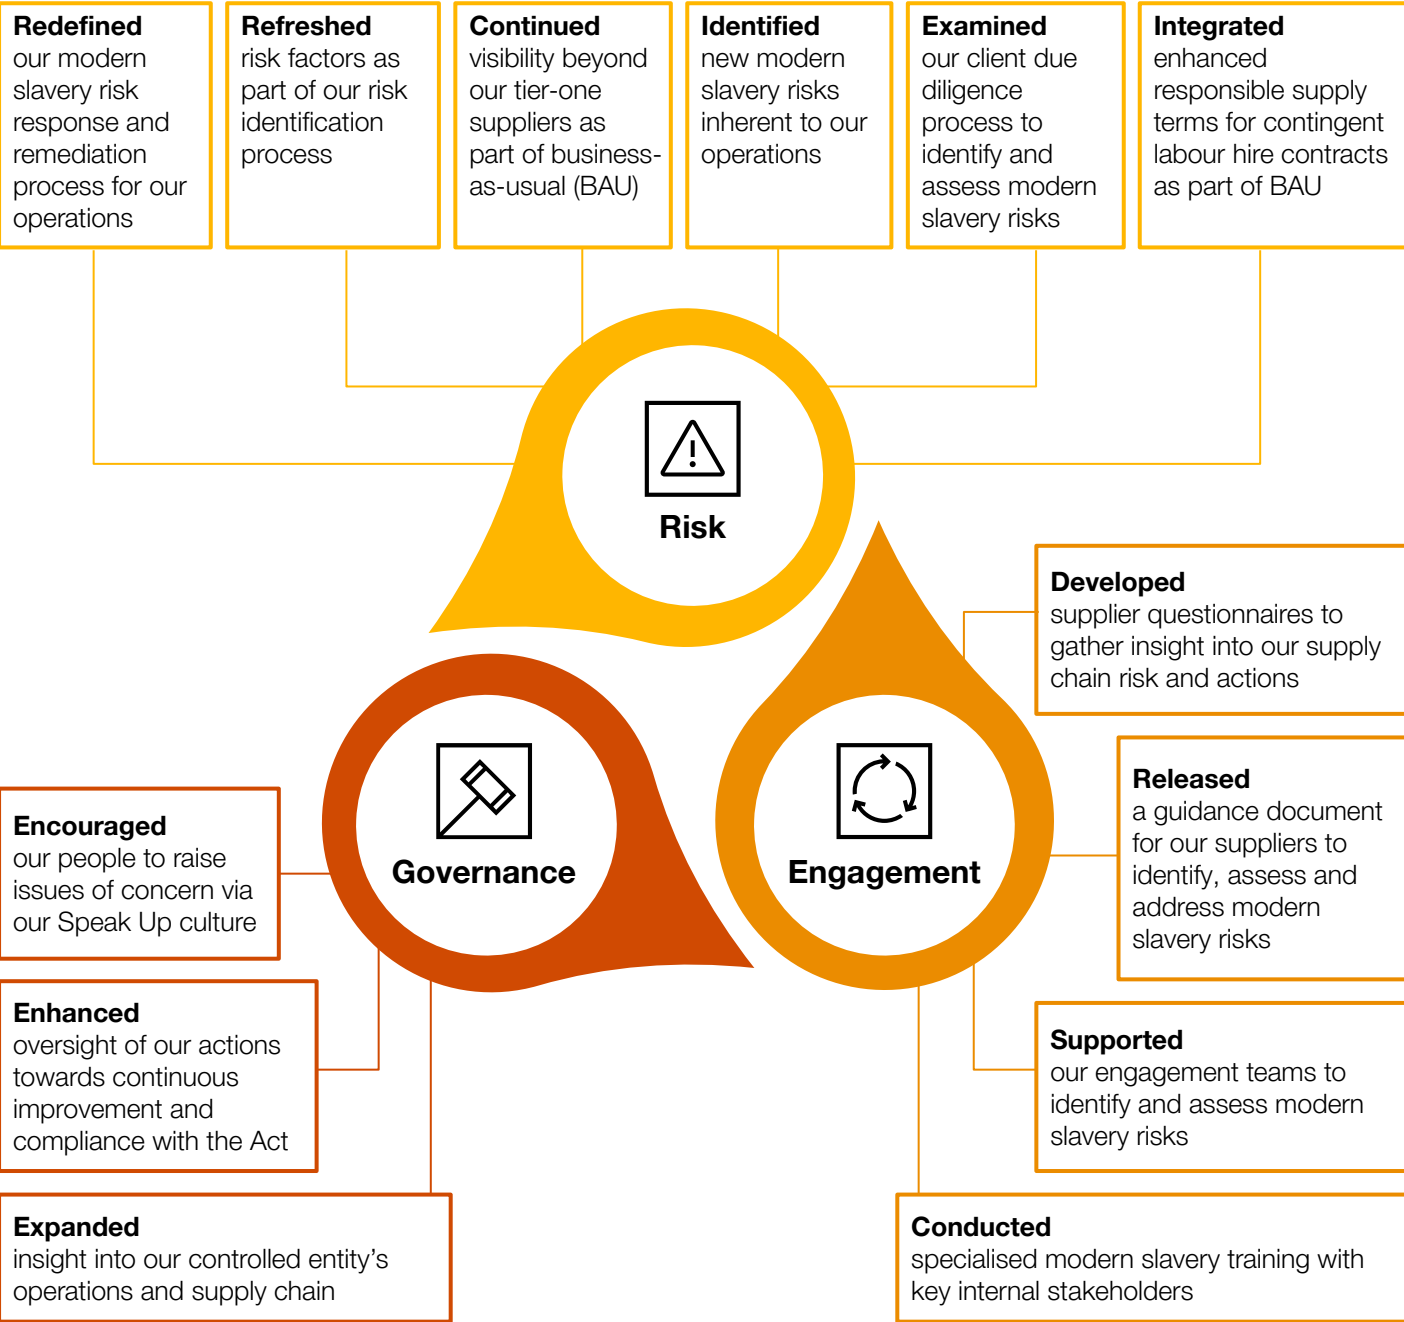 Redefined
our modern
slavery risk
response and
remediation
process for our
operations
Refreshed
risk factors as
part of our risk
identification
process
Continued
visibility beyond
our tier-one
suppliers as
part of business-
as-usual (BAU)
Identified
new modern
slavery risks
inherent to our
operations
Examined
our client due
diligence
process to
identify and
assess modern
slavery risks
Integrated
enhanced
responsible supply
terms for contingent
labour hire contracts
as part of BAU
Risk
Developed
supplier questionnaires to
gather insight into our supply
chain risk and actions
Released
a guidance document
for our suppliers to
identify, assess and
address modern
slavery risks
Engagement
Supported
our engagement teams to
identify and assess modern
slavery risks
Conducted
specialised modern slavery training with
key internal stakeholders
Governance
Encouraged
our people to raise
issues of concern via
our Speak Up culture
Enhanced
oversight of our actions
towards continuous
improvement and
compliance with the Act
Expanded
insight into our controlled entity's
operations and supply chain